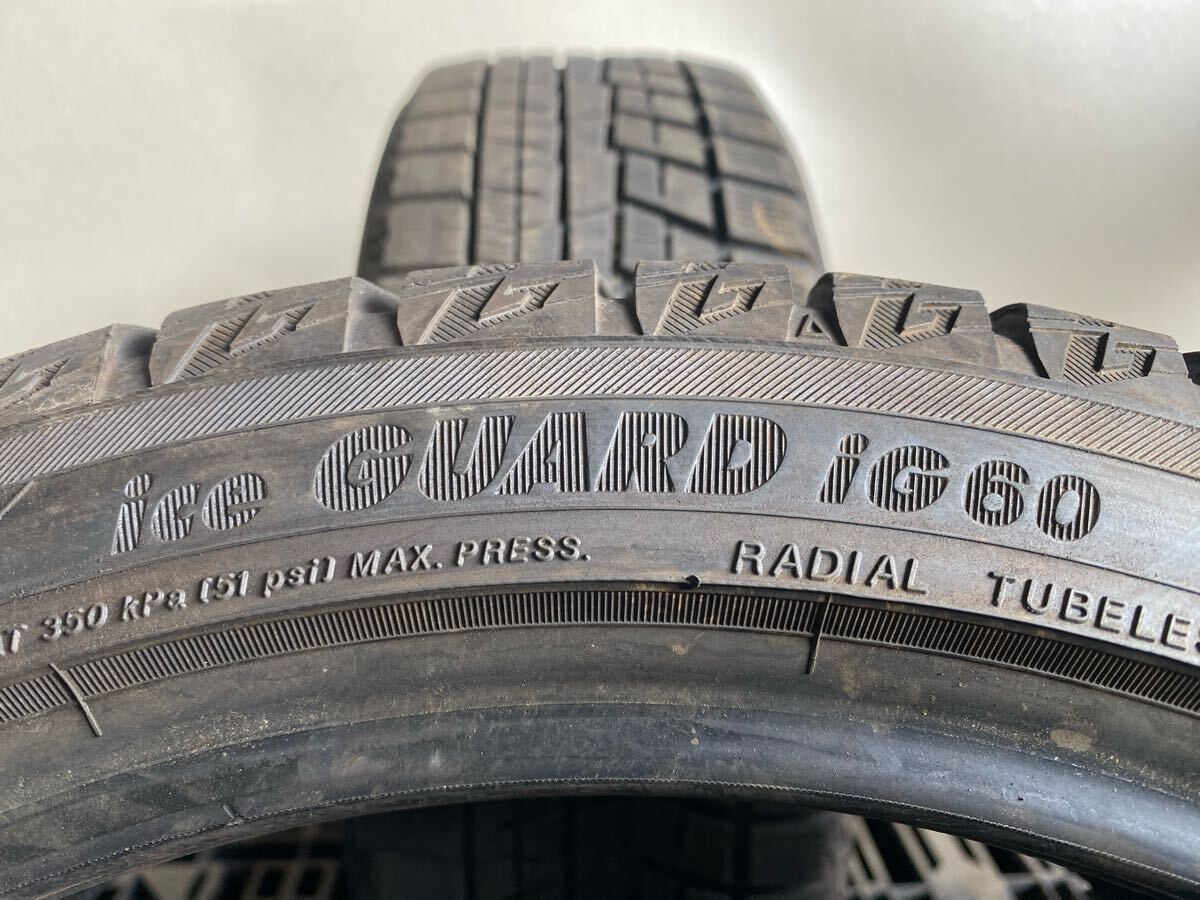 ice GUARD iG60
350 kPa (51 psi) MAX. PRESS. RADIAL